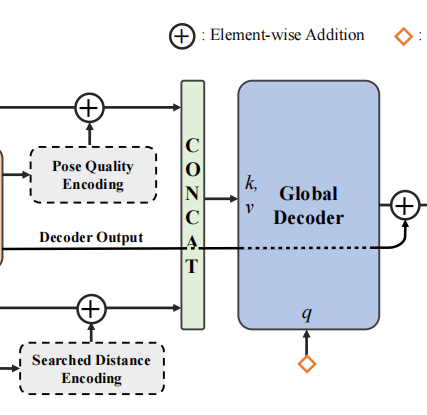 : Element-wise Addition
:
Pose Quality
Encoding
C
O
N
C
A
T
k,
v
Global
Decoder
Decoder Output
q
Searched Distance
Encoding